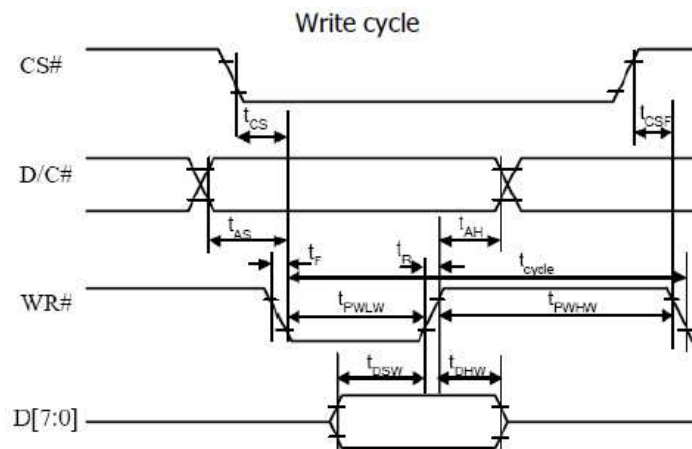 Write cycle
CS#
tCS
tCSF
D/C#
tAS
tAH
tF
tR
tcycle
WR#
tPWLW
tPWHW
tDSW
tDHW
D[7:0]